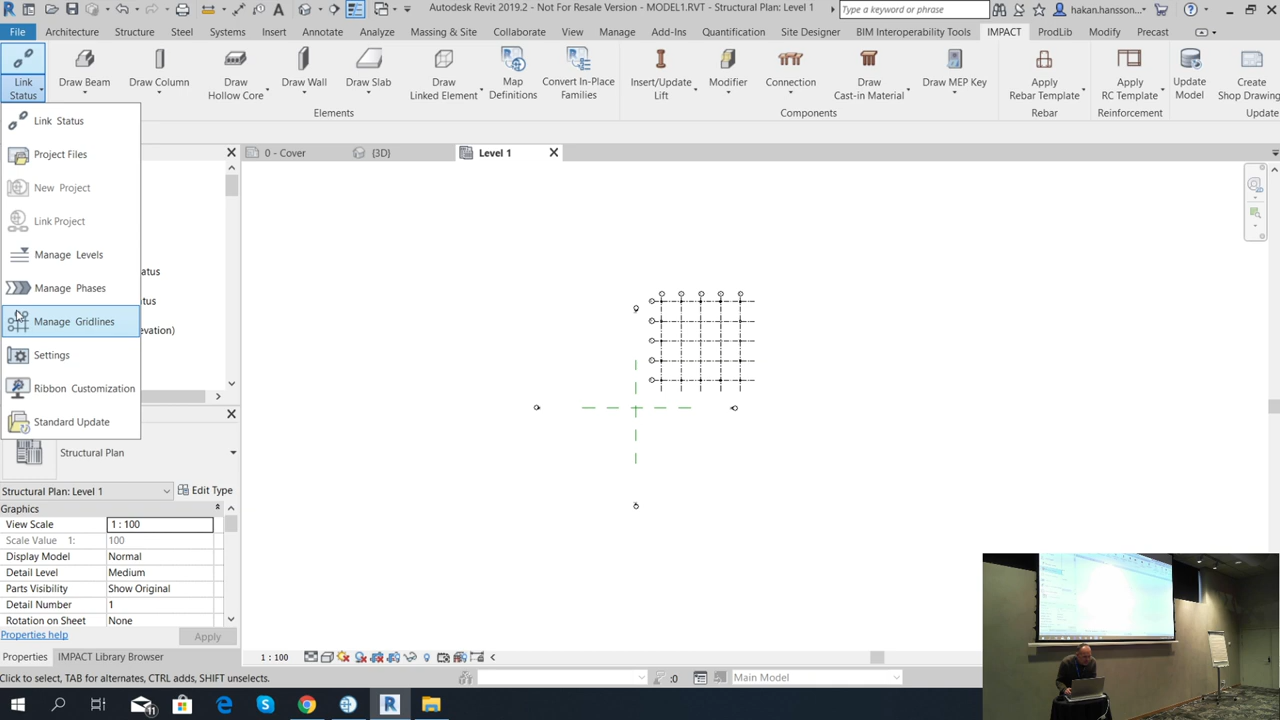 Autodesk Revit 2019.2 - Not For Resale Version - MODEL1.RVT - Structural Plan: Level 1
Type a keyword or phrase
hakan.hansson...
File Architecture Structure Steel Systems Insert Annotate Analyze Massing & Site Collaborate View Manage Add-Ins Quantification Site Designer BIM Interoperability Tools IMPACT ProdLib Modify Precast
Link Status
Draw Beam
Draw Column
Draw Hollow Core
Draw Wall
Draw Slab
Draw Linked Element
Map Definitions
Convert In-Place Families
Insert/Update Lift
Modifier
Connection
Draw Cast-in Material
Draw MEP Key
Apply Rebar Template
Apply RC Template
Update Model
Create Shop Drawing
Elements
Components
Rebar
Reinforcement
Update
Link Status
Project Files
New Project
Link Project
Manage Levels
Manage Phases
Manage Gridlines
Settings
Ribbon Customization
Standard Update
0 - Cover
{3D}
Level 1
atus
atus
evation)
Structural Plan
Structural Plan: Level 1
Edit Type
Graphics
View Scale 1 : 100
Scale Value 1: 100
Display Model Normal
Detail Level Medium
Parts Visibility Show Original
Detail Number 1
Rotation on Sheet None
Properties help
Apply
Properties
IMPACT Library Browser
1 : 100
Click to select, TAB for alternates, CTRL adds, SHIFT unselects.
:0
Main Model
11